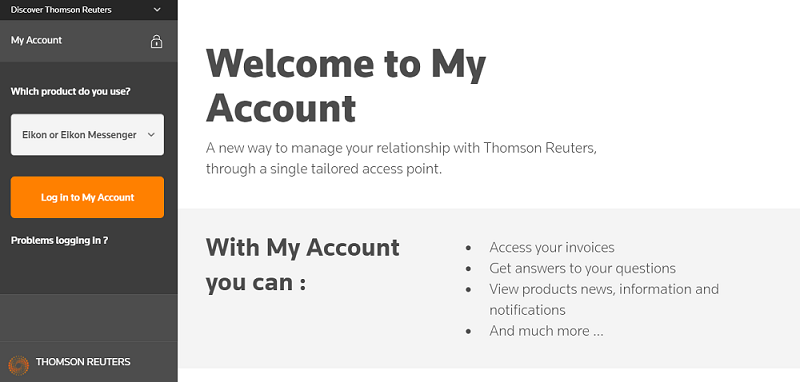 Discover Thomson Reuters
My Account
Which product do you use?
Eikon or Eikon Messenger
Log In to My Account
Problems logging in ?
THOMSON REUTERS
Welcome to My
Account
A new way to manage your relationship with Thomson Reuters,
through a single tailored access point.
With My Account
you can :
• Access your invoices
• Get answers to your questions
• View products news, information and
notifications
• And much more ...